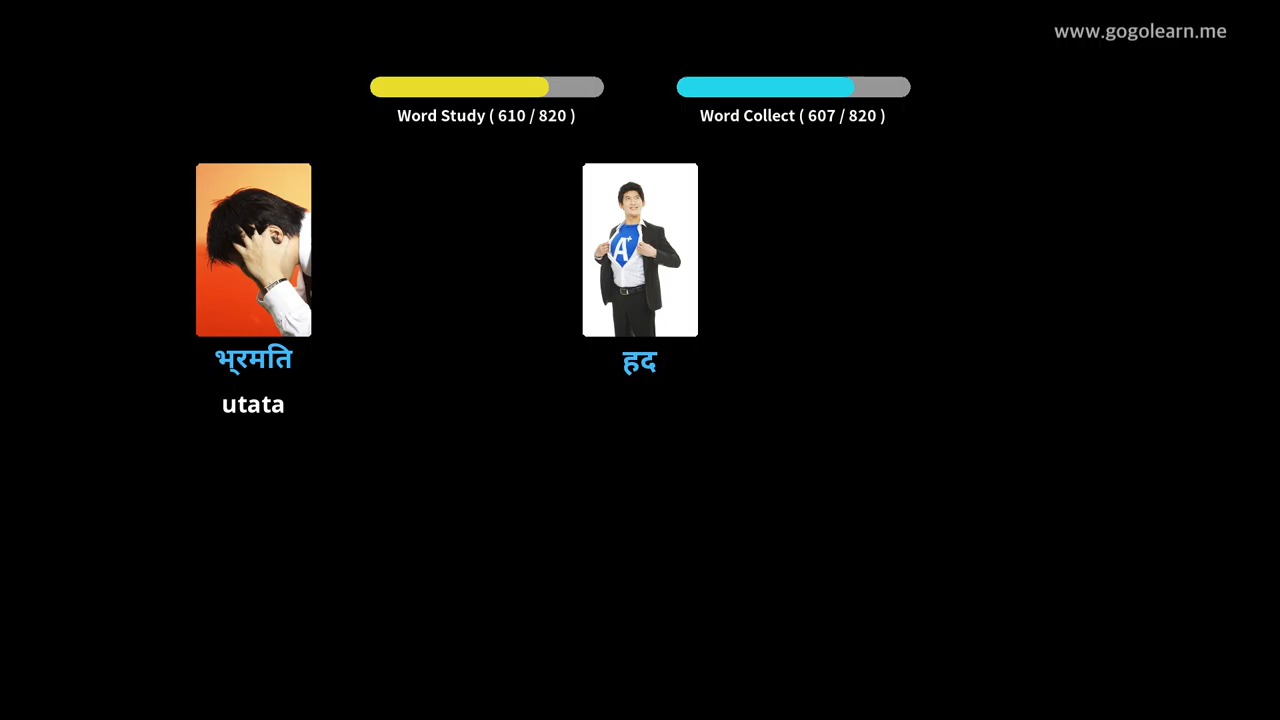 www.gogolearn.me
Word Study ( 610 / 820 )
Word Collect ( 607 / 820 )
A+
भ्रमति
हद
utata